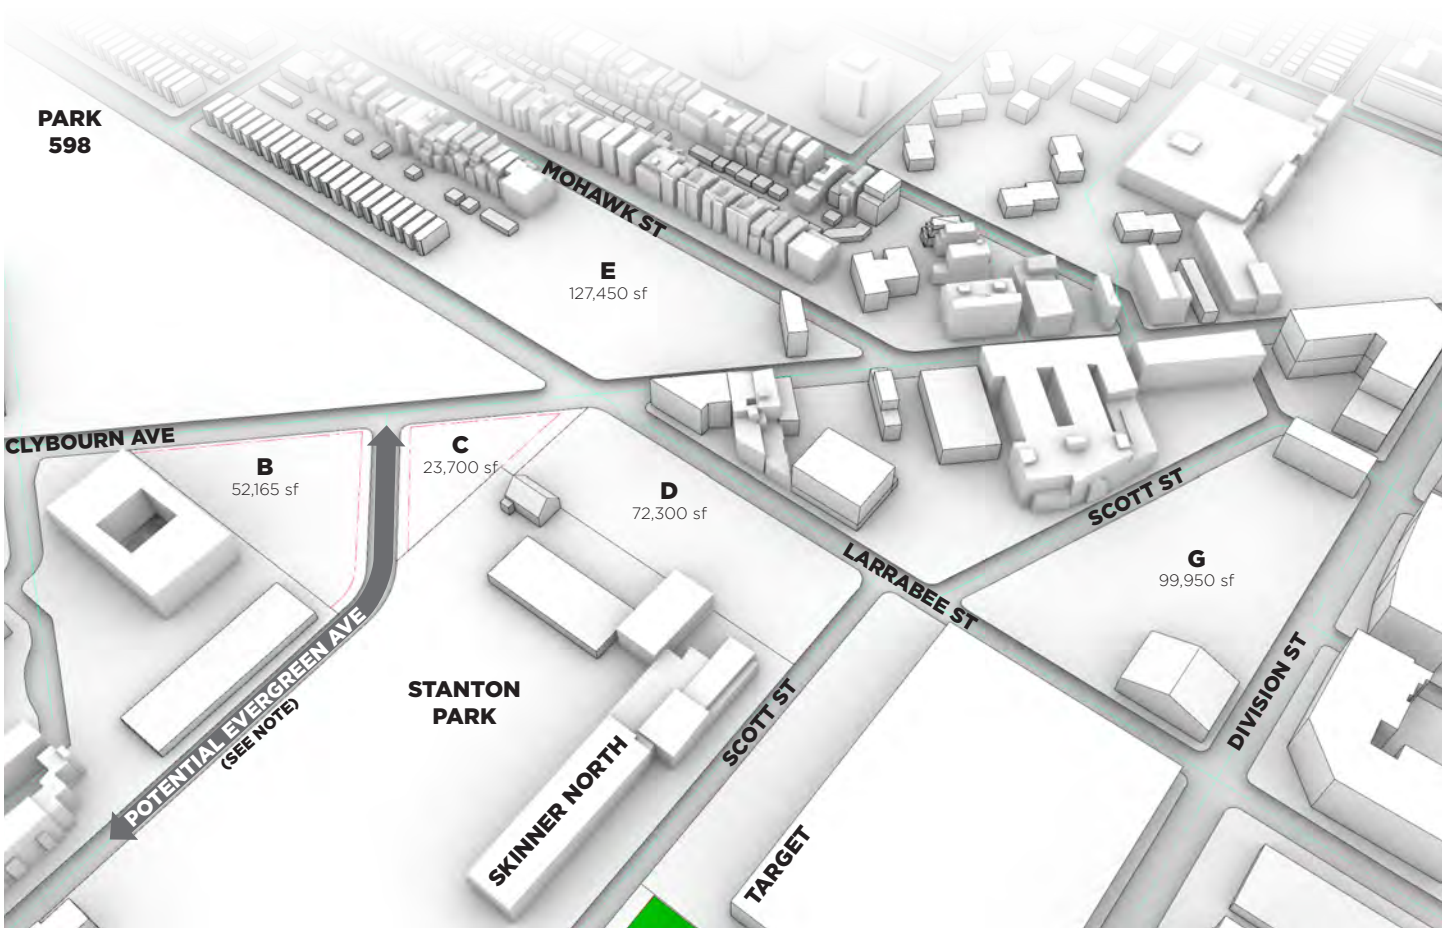 PARK
598
MOHAWK ST
E
127,450 sf
CLYBOURN AVE
B
52,165 sf
C
23,700 sf
D
72,300 sf
SCOTT ST
G
99,950 sf
LARRABEE ST
POTENTIAL EVERGREEN AVE
(SEE NOTE)
STANTON
PARK
SCOTT ST
DIVISION ST
SKINNER NORTH
TARGET